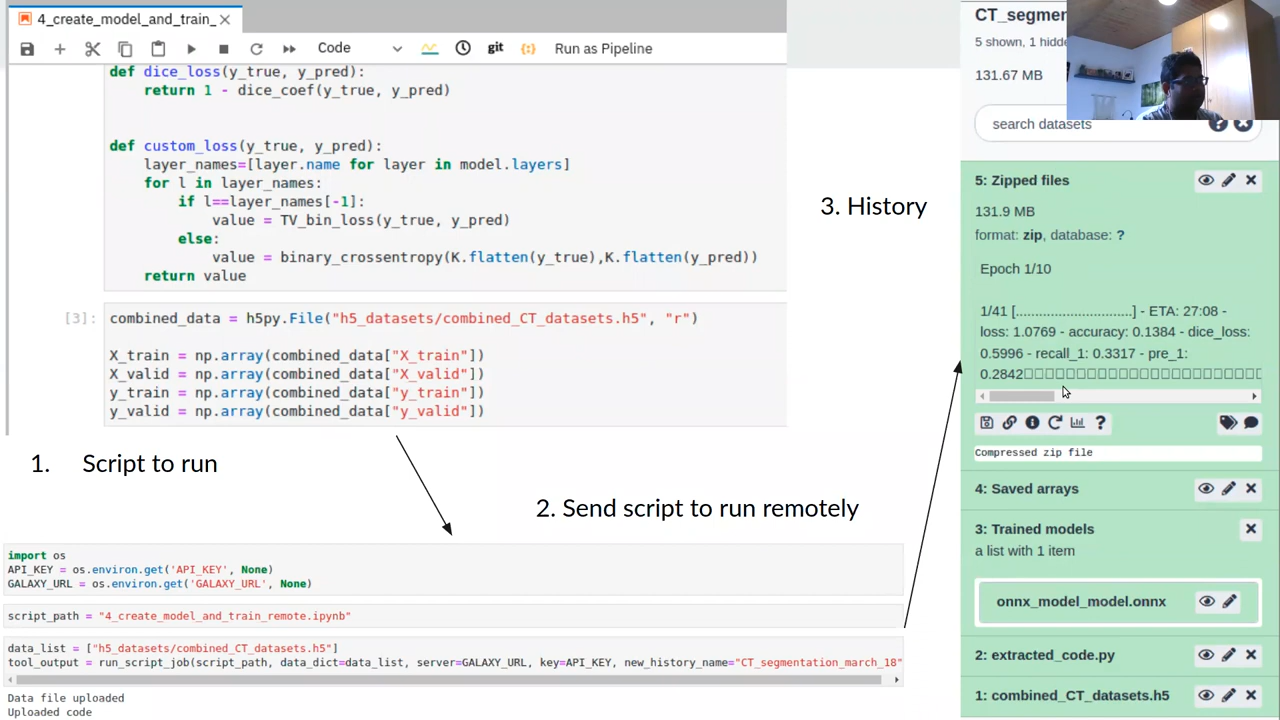 4_create_model_and_train_
Code
git
Run as Pipeline
def dice_loss(y_true, y_pred):
return 1 - dice_coef(y_true, y_pred)
def custom_loss(y_true, y_pred):
layer_names=[layer.name for layer in model.layers]
for l in layer_names:
if l==layer_names[-1]:
value = TV_bin_loss(y_true, y_pred)
else:
value = binary_crossentropy(K.flatten(y_true),K.flatten(y_pred))
return value
[3]:
combined_data = h5py.File("h5_datasets/combined_CT_datasets.h5", "r")
X_train = np.array(combined_data["X_train"])
X_valid = np.array(combined_data["X_valid"])
y_train = np.array(combined_data["y_train"])
y_valid = np.array(combined_data["y_valid"])
1. Script to run
2. Send script to run remotely
import os
API_KEY = os.environ.get('API_KEY', None)
GALAXY_URL = os.environ.get('GALAXY_URL', None)
script_path = "4_create_model_and_train_remote.ipynb"
data_list = ["h5_datasets/combined_CT_datasets.h5"]
tool_output = run_script_job(script_path, data_dict=data_list, server=GALAXY_URL, key=API_KEY, new_history_name="CT_segmentation_march_18"
Data file uploaded
Uploaded code
3. History
CT_segmer
5 shown, 1 hidde
131.67 MB
search datasets
5: Zipped files
131.9 MB
format: zip, database: ?
Epoch 1/10
1/41 [..............................] - ETA: 27:08 -
loss: 1.0769 - accuracy: 0.1384 - dice_loss:
0.5996 - recall_1: 0.3317 - pre_1:
0.2842
Compressed zip file
4: Saved arrays
3: Trained models
a list with 1 item
onnx_model_model.onnx
2: extracted_code.py
1: combined_CT_datasets.h5